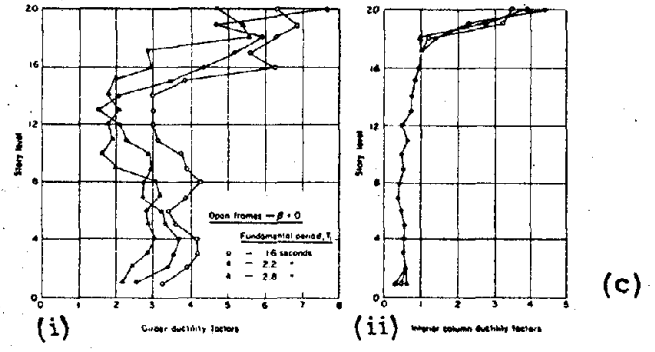 20
16
12
8
4
0
Story level
Open frames — β = 0
Fundamental period, T
o — 1.6 seconds
— 2.2 "
— 2.8 "
0 1 2 3 4 5 6 7 8
(i) Girder ductility factors
20
16
12
8
4
0
Story level
0 1 2 3 4 5
(ii) Interior column ductility factors
(c)